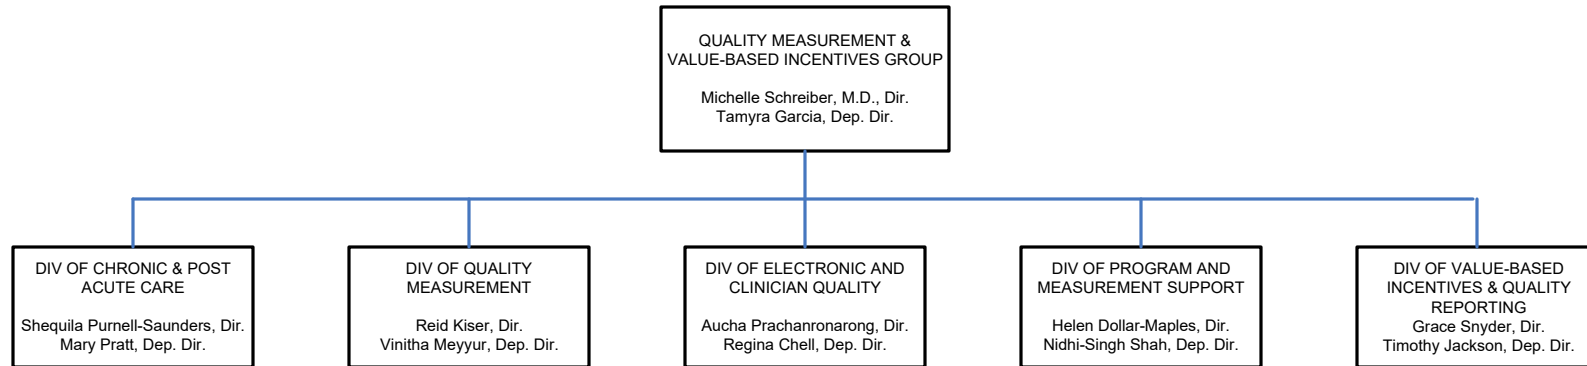 QUALITY MEASUREMENT &
VALUE-BASED INCENTIVES GROUP
Michelle Schreiber, M.D., Dir.
Tamyra Garcia, Dep. Dir.
DIV OF CHRONIC & POST
ACUTE CARE
Shequila Purnell-Saunders, Dir.
Mary Pratt, Dep. Dir.
DIV OF QUALITY
MEASUREMENT
Reid Kiser, Dir.
Vinitha Meyyur, Dep. Dir.
DIV OF ELECTRONIC AND
CLINICIAN QUALITY
Aucha Prachanronarong, Dir.
Regina Chell, Dep. Dir.
DIV OF PROGRAM AND
MEASUREMENT SUPPORT
Helen Dollar-Maples, Dir.
Nidhi-Singh Shah, Dep. Dir.
DIV OF VALUE-BASED
INCENTIVES & QUALITY
REPORTING
Grace Snyder, Dir.
Timothy Jackson, Dep. Dir.